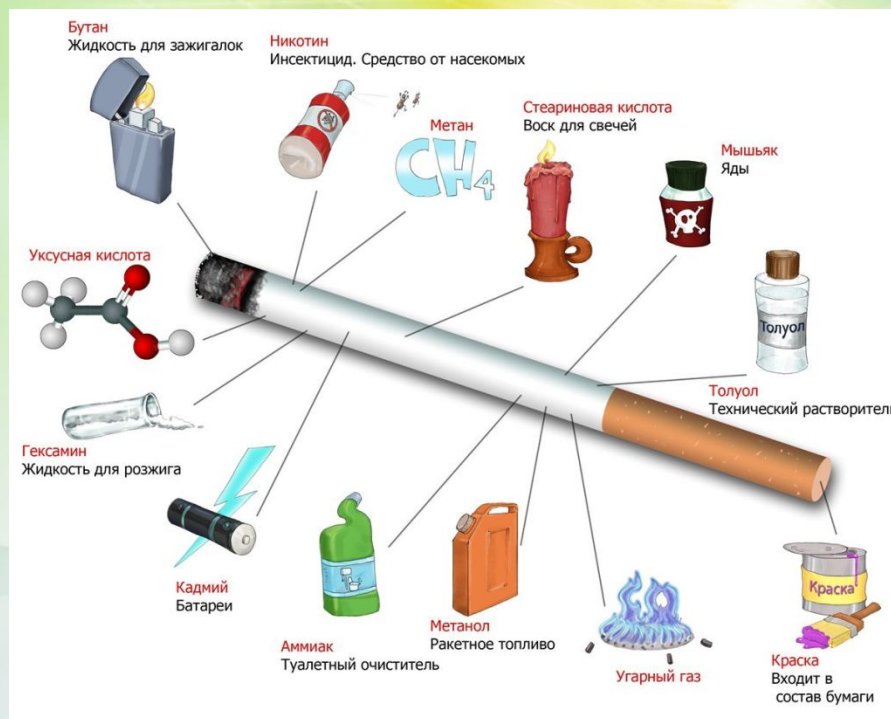 Бутан
Жидкость для зажигалок
Никотин
Инсектицид. Средство от насекомых
Метан
CH4
Стеариновая кислота
Воск для свечей
Мышьяк
Яды
Уксусная кислота
Толуол
Толуол
Технический растворитель
Гексамин
Жидкость для розжига
Кадмий
Батареи
Аммиак
Туалетный очиститель
Метанол
Ракетное топливо
Угарный газ
Краска
Краска
Входит в
состав бумаги